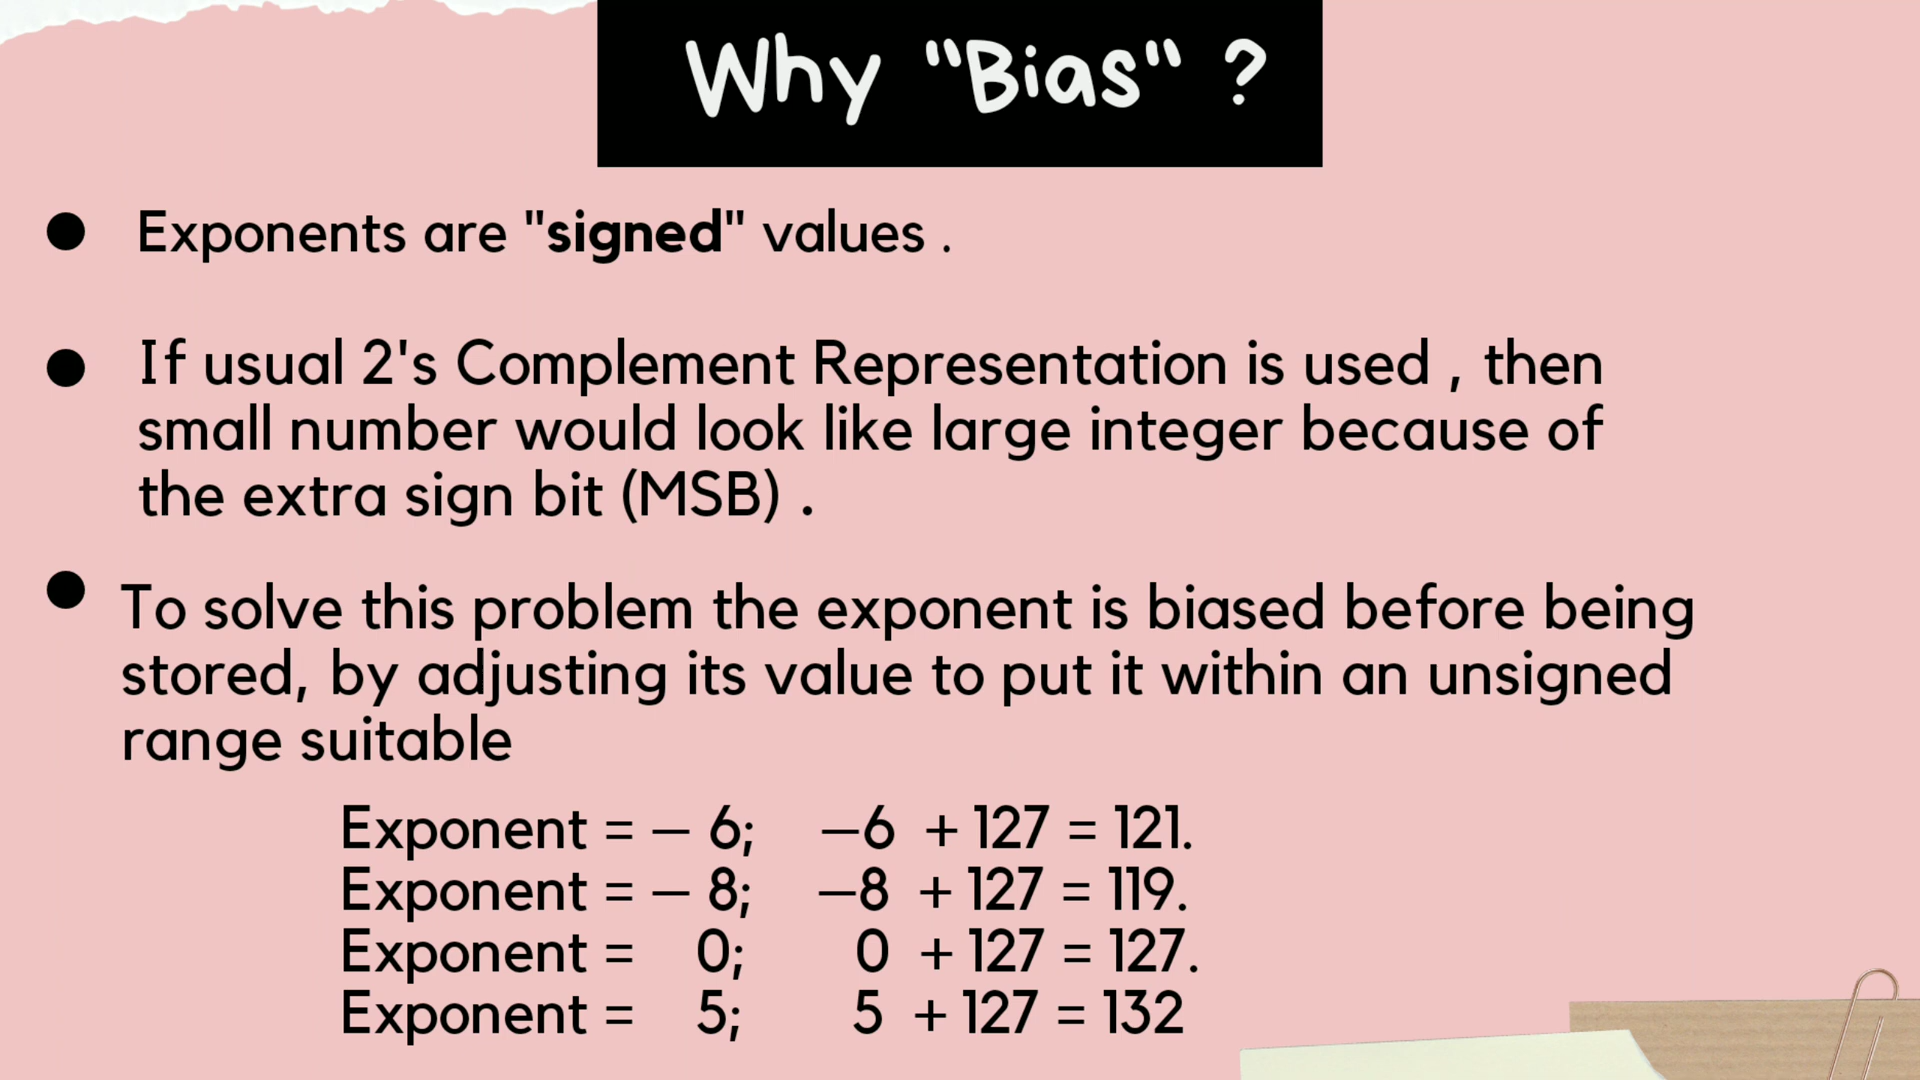 Why "Bias" ?
Exponents are "signed" values .
If usual 2's Complement Representation is used , then
small number would look like large integer because of
the extra sign bit (MSB) .
To solve this problem the exponent is biased before being
stored, by adjusting its value to put it within an unsigned
range suitable
Exponent = – 6; –6 + 127 = 121.
Exponent = – 8; –8 + 127 = 119.
Exponent = 0; 0 + 127 = 127.
Exponent = 5; 5 + 127 = 132